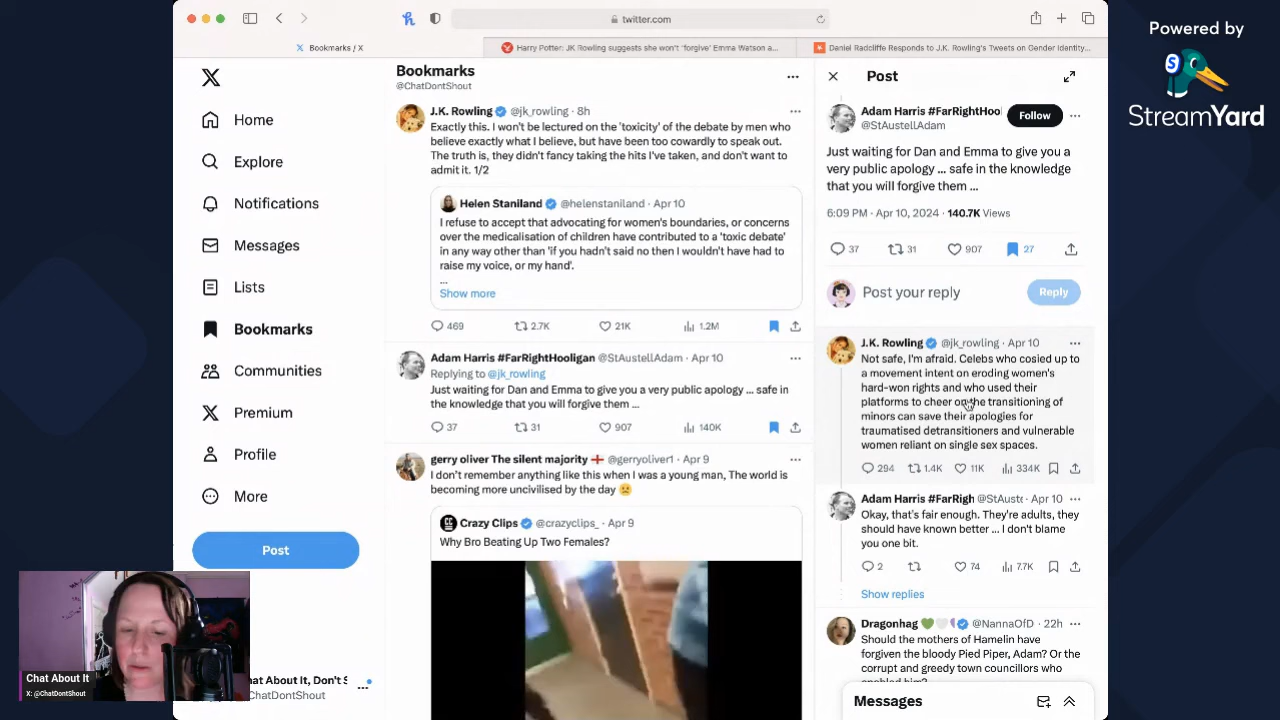 twitter.com
Bookmarks / X
Harry Potter: JK Rowling suggests she won't 'forgive' Emma Watson a...
Daniel Radcliffe Responds to J.K. Rowling's Tweets on Gender Identity...
Powered by
StreamYard
Home
Explore
Notifications
Messages
Lists
Bookmarks
Communities
Premium
Profile
More
Post
hat About It, Don't S
ChatDontShout
Chat About It
X: @ChatDontShout
Bookmarks
@ChatDontShout
J.K. Rowling @jk_rowling · 8h
Exactly this. I won't be lectured on the 'toxicity' of the debate by men who
believe exactly what I believe, but have been too cowardly to speak out.
The truth is, they didn't fancy taking the hits I've taken, and don't want to
admit it. 1/2
Helen Staniland @helenstaniland · Apr 10
I refuse to accept that advocating for women's boundaries, or concerns
over the medicalisation of children have contributed to a 'toxic debate'
in any way other than 'if you hadn't said no then I wouldn't have had to
raise my voice, or my hand'.
...
Show more
469 2.7K 21K 1.2M
Adam Harris #FarRightHooligan @StAustellAdam · Apr 10
Replying to @jk_rowling
Just waiting for Dan and Emma to give you a very public apology ... safe in
the knowledge that you will forgive them ...
37 31 907 140K
gerry oliver The silent majority @gerryoliver1 · Apr 9
I don't remember anything like this when I was a young man, The world is
becoming more uncivilised by the day
Crazy Clips @crazyclips_ · Apr 9
Why Bro Beating Up Two Females?
Post
Adam Harris #FarRightHoo
@StAustellAdam
Follow
Just waiting for Dan and Emma to give you a
very public apology ... safe in the knowledge
that you will forgive them ...
6:09 PM · Apr 10, 2024 · 140.7K Views
37 31 907 27
Post your reply
Reply
J.K. Rowling @jk_rowling · Apr 10
Not safe, I'm afraid. Celebs who cosied up to
a movement intent on eroding women's
hard-won rights and who used their
platforms to cheer on the transitioning of
minors can save their apologies for
traumatised detransitioners and vulnerable
women reliant on single sex spaces.
294 1.4K 11K 334K
Adam Harris #FarRigh @StAust · Apr 10
Okay, that's fair enough. They're adults, they
should have known better ... I don't blame
you one bit.
2 74 7.7K
Show replies
Dragonhag @NannaOfD · 22h
Should the mothers of Hamelin have
forgiven the bloody Pied Piper, Adam? Or the
corrupt and greedy town councillors who
Messages